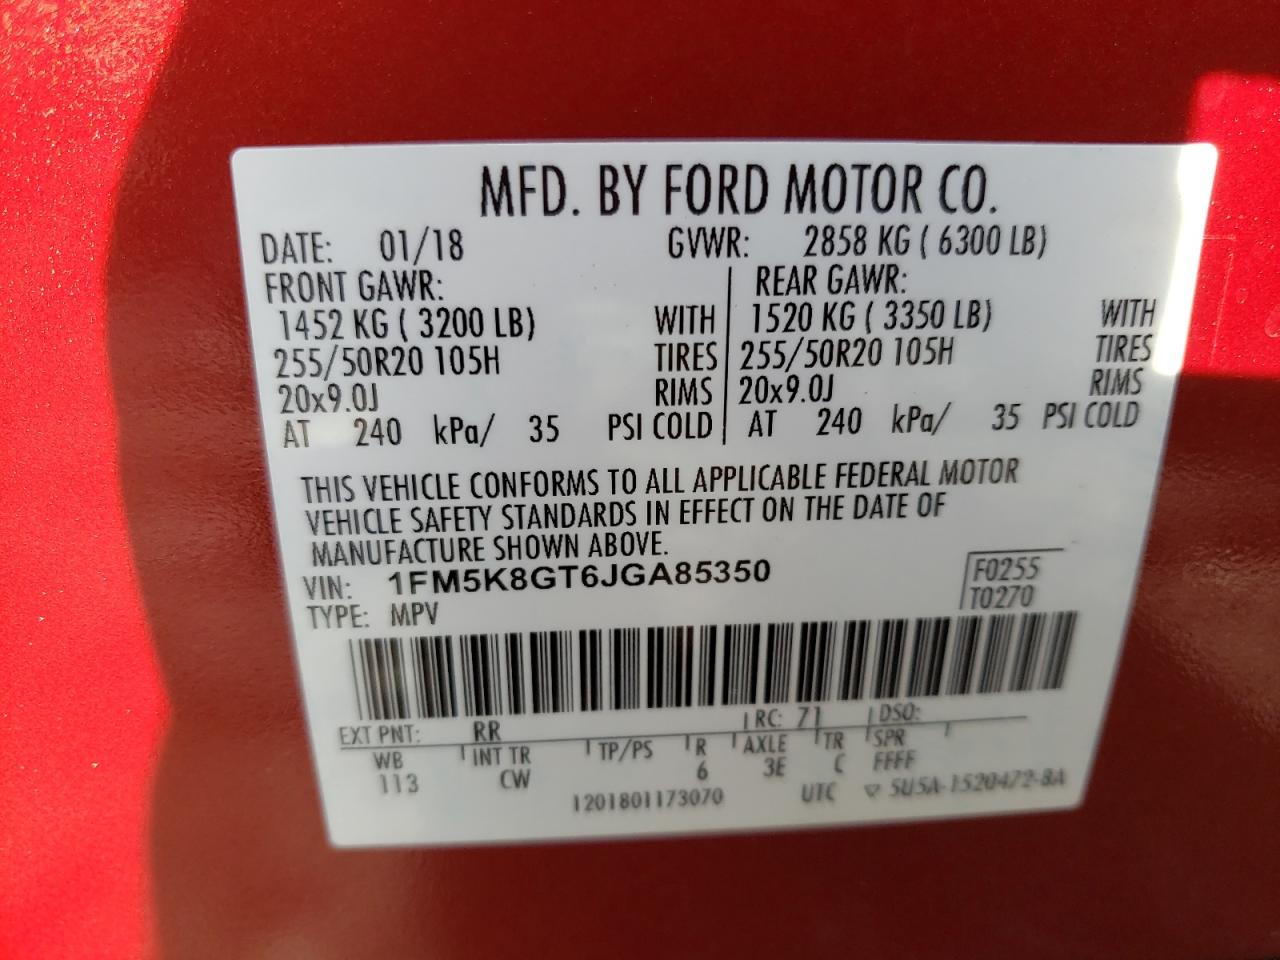 MFD. BY FORD MOTOR CO.
DATE: 01/18 GVWR: 2858 KG ( 6300 LB)
FRONT GAWR: REAR GAWR:
1452 KG ( 3200 LB) WITH 1520 KG ( 3350 LB) WITH
255/50R20 105H TIRES 255/50R20 105H TIRES
20x9.0J RIMS 20x9.0J RIMS
AT 240 kPa/ 35 PSI COLD AT 240 kPa/ 35 PSI COLD
THIS VEHICLE CONFORMS TO ALL APPLICABLE FEDERAL MOTOR
VEHICLE SAFETY STANDARDS IN EFFECT ON THE DATE OF
MANUFACTURE SHOWN ABOVE.
VIN: 1FM5K8GT6JGA85350 F0255
TYPE: MPV T0270
EXT PNT: RR RC: 71 DSO:
WB INT TR TP/PS R AXLE TR SPR
113 CW 6 3E C FFFF
1201801173070 UTC ▽ 5U5A-1520472-8A